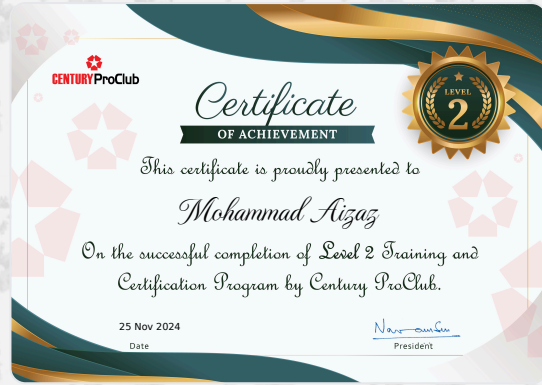 CENTURY ProClub
Certificate
OF ACHIEVEMENT
LEVEL
2
This certificate is proudly presented to
Mohammad Aizaz
On the successful completion of Level 2 Training and
Certification Program by Century ProClub.
25 Nov 2024
Date
President